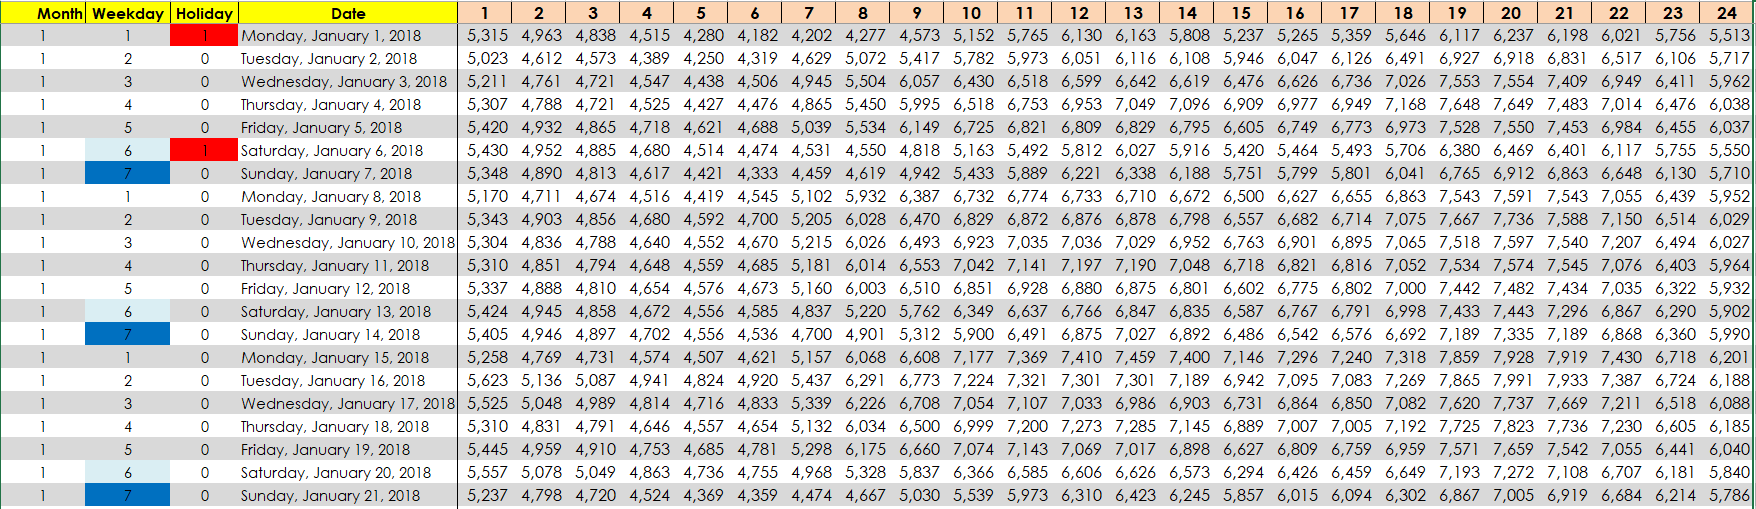 Month Weekday Holiday Date 1 2 3 4 5 6 7 8 9 10 11 12 13 14 15 16 17 18 19 20 21 22 23 24
1 1 1 Monday, January 1, 2018 5,315 4,963 4,838 4,515 4,280 4,182 4,202 4,277 4,573 5,152 5,765 6,130 6,163 5,808 5,237 5,265 5,359 5,646 6,117 6,237 6,198 6,021 5,756 5,513
1 2 0 Tuesday, January 2, 2018 5,023 4,612 4,573 4,389 4,250 4,319 4,629 5,072 5,417 5,782 5,973 6,051 6,116 6,108 5,946 6,047 6,126 6,491 6,927 6,918 6,831 6,517 6,106 5,717
1 3 0 Wednesday, January 3, 2018 5,211 4,761 4,721 4,547 4,438 4,506 4,945 5,504 6,057 6,430 6,518 6,599 6,642 6,619 6,476 6,626 6,736 7,026 7,553 7,554 7,409 6,949 6,411 5,962
1 4 0 Thursday, January 4, 2018 5,307 4,788 4,721 4,525 4,427 4,476 4,865 5,450 5,995 6,518 6,753 6,953 7,049 7,096 6,909 6,977 6,949 7,168 7,648 7,649 7,483 7,014 6,476 6,038
1 5 0 Friday, January 5, 2018 5,420 4,932 4,865 4,718 4,621 4,688 5,039 5,534 6,149 6,725 6,821 6,809 6,829 6,795 6,605 6,749 6,773 6,973 7,528 7,550 7,453 6,984 6,455 6,037
1 6 1 Saturday, January 6, 2018 5,430 4,952 4,885 4,680 4,514 4,474 4,531 4,550 4,818 5,163 5,492 5,812 6,027 5,916 5,420 5,464 5,493 5,706 6,380 6,469 6,401 6,117 5,755 5,550
1 7 0 Sunday, January 7, 2018 5,348 4,890 4,813 4,617 4,421 4,333 4,459 4,619 4,942 5,433 5,889 6,221 6,338 6,188 5,751 5,799 5,801 6,041 6,765 6,912 6,863 6,648 6,130 5,710
1 1 0 Monday, January 8, 2018 5,170 4,711 4,674 4,516 4,419 4,545 5,102 5,932 6,387 6,732 6,774 6,733 6,710 6,672 6,500 6,627 6,655 6,863 7,543 7,591 7,543 7,055 6,439 5,952
1 2 0 Tuesday, January 9, 2018 5,343 4,903 4,856 4,680 4,592 4,700 5,205 6,028 6,470 6,829 6,872 6,876 6,878 6,798 6,557 6,682 6,714 7,075 7,667 7,736 7,588 7,150 6,514 6,029
1 3 0 Wednesday, January 10, 2018 5,304 4,836 4,788 4,640 4,552 4,670 5,215 6,026 6,493 6,923 7,035 7,036 7,029 6,952 6,763 6,901 6,895 7,065 7,518 7,597 7,540 7,207 6,494 6,027
1 4 0 Thursday, January 11, 2018 5,310 4,851 4,794 4,648 4,559 4,685 5,181 6,014 6,553 7,042 7,141 7,197 7,190 7,048 6,718 6,821 6,816 7,052 7,534 7,574 7,545 7,076 6,403 5,964
1 5 0 Friday, January 12, 2018 5,337 4,888 4,810 4,654 4,576 4,673 5,160 6,003 6,510 6,851 6,928 6,880 6,875 6,801 6,602 6,775 6,802 7,000 7,442 7,482 7,434 7,035 6,322 5,932
1 6 0 Saturday, January 13, 2018 5,424 4,945 4,858 4,672 4,556 4,585 4,837 5,220 5,762 6,349 6,637 6,766 6,847 6,835 6,587 6,767 6,791 6,998 7,433 7,443 7,296 6,867 6,290 5,902
1 7 0 Sunday, January 14, 2018 5,405 4,946 4,897 4,702 4,556 4,536 4,700 4,901 5,312 5,900 6,491 6,875 7,027 6,892 6,486 6,542 6,576 6,692 7,189 7,335 7,189 6,868 6,360 5,990
1 1 0 Monday, January 15, 2018 5,258 4,769 4,731 4,574 4,507 4,621 5,157 6,068 6,608 7,177 7,369 7,410 7,459 7,400 7,146 7,296 7,240 7,318 7,859 7,928 7,919 7,430 6,718 6,201
1 2 0 Tuesday, January 16, 2018 5,623 5,136 5,087 4,941 4,824 4,920 5,437 6,291 6,773 7,224 7,321 7,301 7,301 7,189 6,942 7,095 7,083 7,269 7,865 7,991 7,933 7,387 6,724 6,188
1 3 0 Wednesday, January 17, 2018 5,525 5,048 4,989 4,814 4,716 4,833 5,339 6,226 6,708 7,054 7,107 7,033 6,986 6,903 6,731 6,864 6,850 7,082 7,620 7,737 7,669 7,211 6,518 6,088
1 4 0 Thursday, January 18, 2018 5,310 4,831 4,791 4,646 4,557 4,654 5,132 6,034 6,500 6,999 7,200 7,273 7,285 7,145 6,889 7,007 7,005 7,192 7,725 7,823 7,736 7,230 6,605 6,185
1 5 0 Friday, January 19, 2018 5,445 4,959 4,910 4,753 4,685 4,781 5,298 6,175 6,660 7,074 7,143 7,069 7,017 6,898 6,627 6,809 6,759 6,959 7,571 7,659 7,542 7,055 6,441 6,040
1 6 0 Saturday, January 20, 2018 5,557 5,078 5,049 4,863 4,736 4,755 4,968 5,328 5,837 6,366 6,585 6,606 6,626 6,573 6,294 6,426 6,459 6,649 7,193 7,272 7,108 6,707 6,181 5,840
1 7 0 Sunday, January 21, 2018 5,237 4,798 4,720 4,524 4,369 4,359 4,474 4,667 5,030 5,539 5,973 6,310 6,423 6,245 5,857 6,015 6,094 6,302 6,867 7,005 6,919 6,684 6,214 5,786